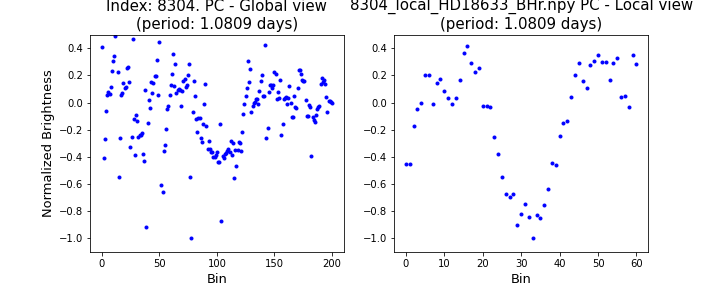 Index: 8304. PC - Global view
(period: 1.0809 days)
8304_local_HD18633_BHr.npy PC - Local view
(period: 1.0809 days)
Normalized Brightness
0.4
0.2
0.0
−0.2
−0.4
−0.6
−0.8
−1.0
0 50 100 150 200
Bin
0.4
0.2
0.0
−0.2
−0.4
−0.6
−0.8
−1.0
0 10 20 30 40 50 60
Bin